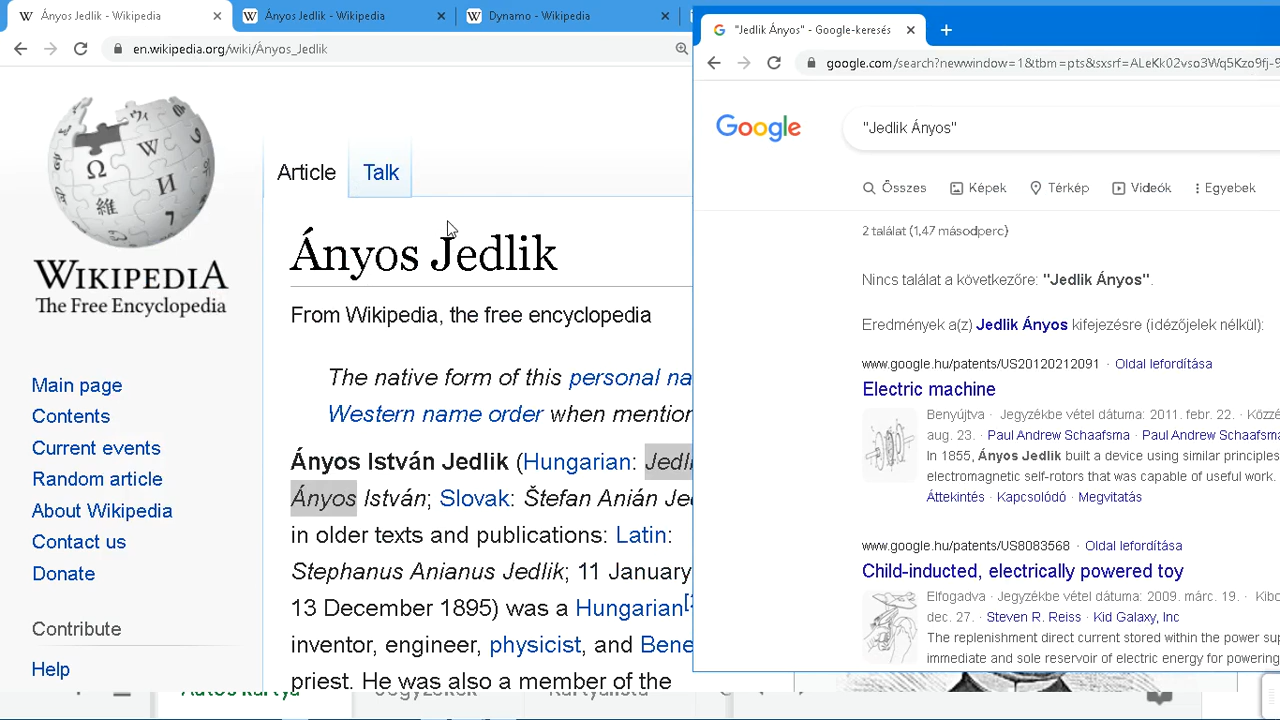 Ányos Jedlik - Wikipedia
Ányos Jedlik - Wikipedia
Dynamo - Wikipedia
en.wikipedia.org/wiki/Ányos_Jedlik
WIKIPEDIA
The Free Encyclopedia
Main page
Contents
Current events
Random article
About Wikipedia
Contact us
Donate
Contribute
Help
Article
Talk
Ányos Jedlik
From Wikipedia, the free encyclopedia
The native form of this personal na
Western name order when mention
Ányos István Jedlik (Hungarian: Jedli
Ányos István; Slovak: Štefan Anián Je
in older texts and publications: Latin:
Stephanus Anianus Jedlik; 11 January
13 December 1895) was a Hungarian[
inventor, engineer, physicist, and Bene
priest. He was also a member of the
"Jedlik Ányos" - Google-keresés
google.com/search?newwindow=1&tbm=pts&sxsrf=ALeKk02vso3Wq5Kzo9fj-9
Google
"Jedlik Ányos"
Összes
Képek
Térkép
Videók
Egyebek
2 találat (1,47 másodperc)
Nincs találat a következőre: "Jedlik Ányos".
Eredmények a(z) Jedlik Ányos kifejezésre (idézőjelek nélkül):
www.google.hu/patents/US20120212091 · Oldal lefordítása
Electric machine
Benyújtva · Jegyzékbe vétel dátuma: 2011. febr. 22. · Közzé
aug. 23. · Paul Andrew Schaafsma · Paul Andrew Schaafsma
In 1855, Ányos Jedlik built a device using similar principles
electromagnetic self-rotors that was capable of useful work.
Áttekintés · Kapcsolódó · Megvitatás
www.google.hu/patents/US8083568 · Oldal lefordítása
Child-inducted, electrically powered toy
Elfogadva · Jegyzékbe vétel dátuma: 2009. márc. 19. · Kibo
dec. 27. · Steven R. Reiss · Kid Galaxy, Inc
The replenishment direct current stored within the power sup
immediate and sole reservoir of electric energy for powering